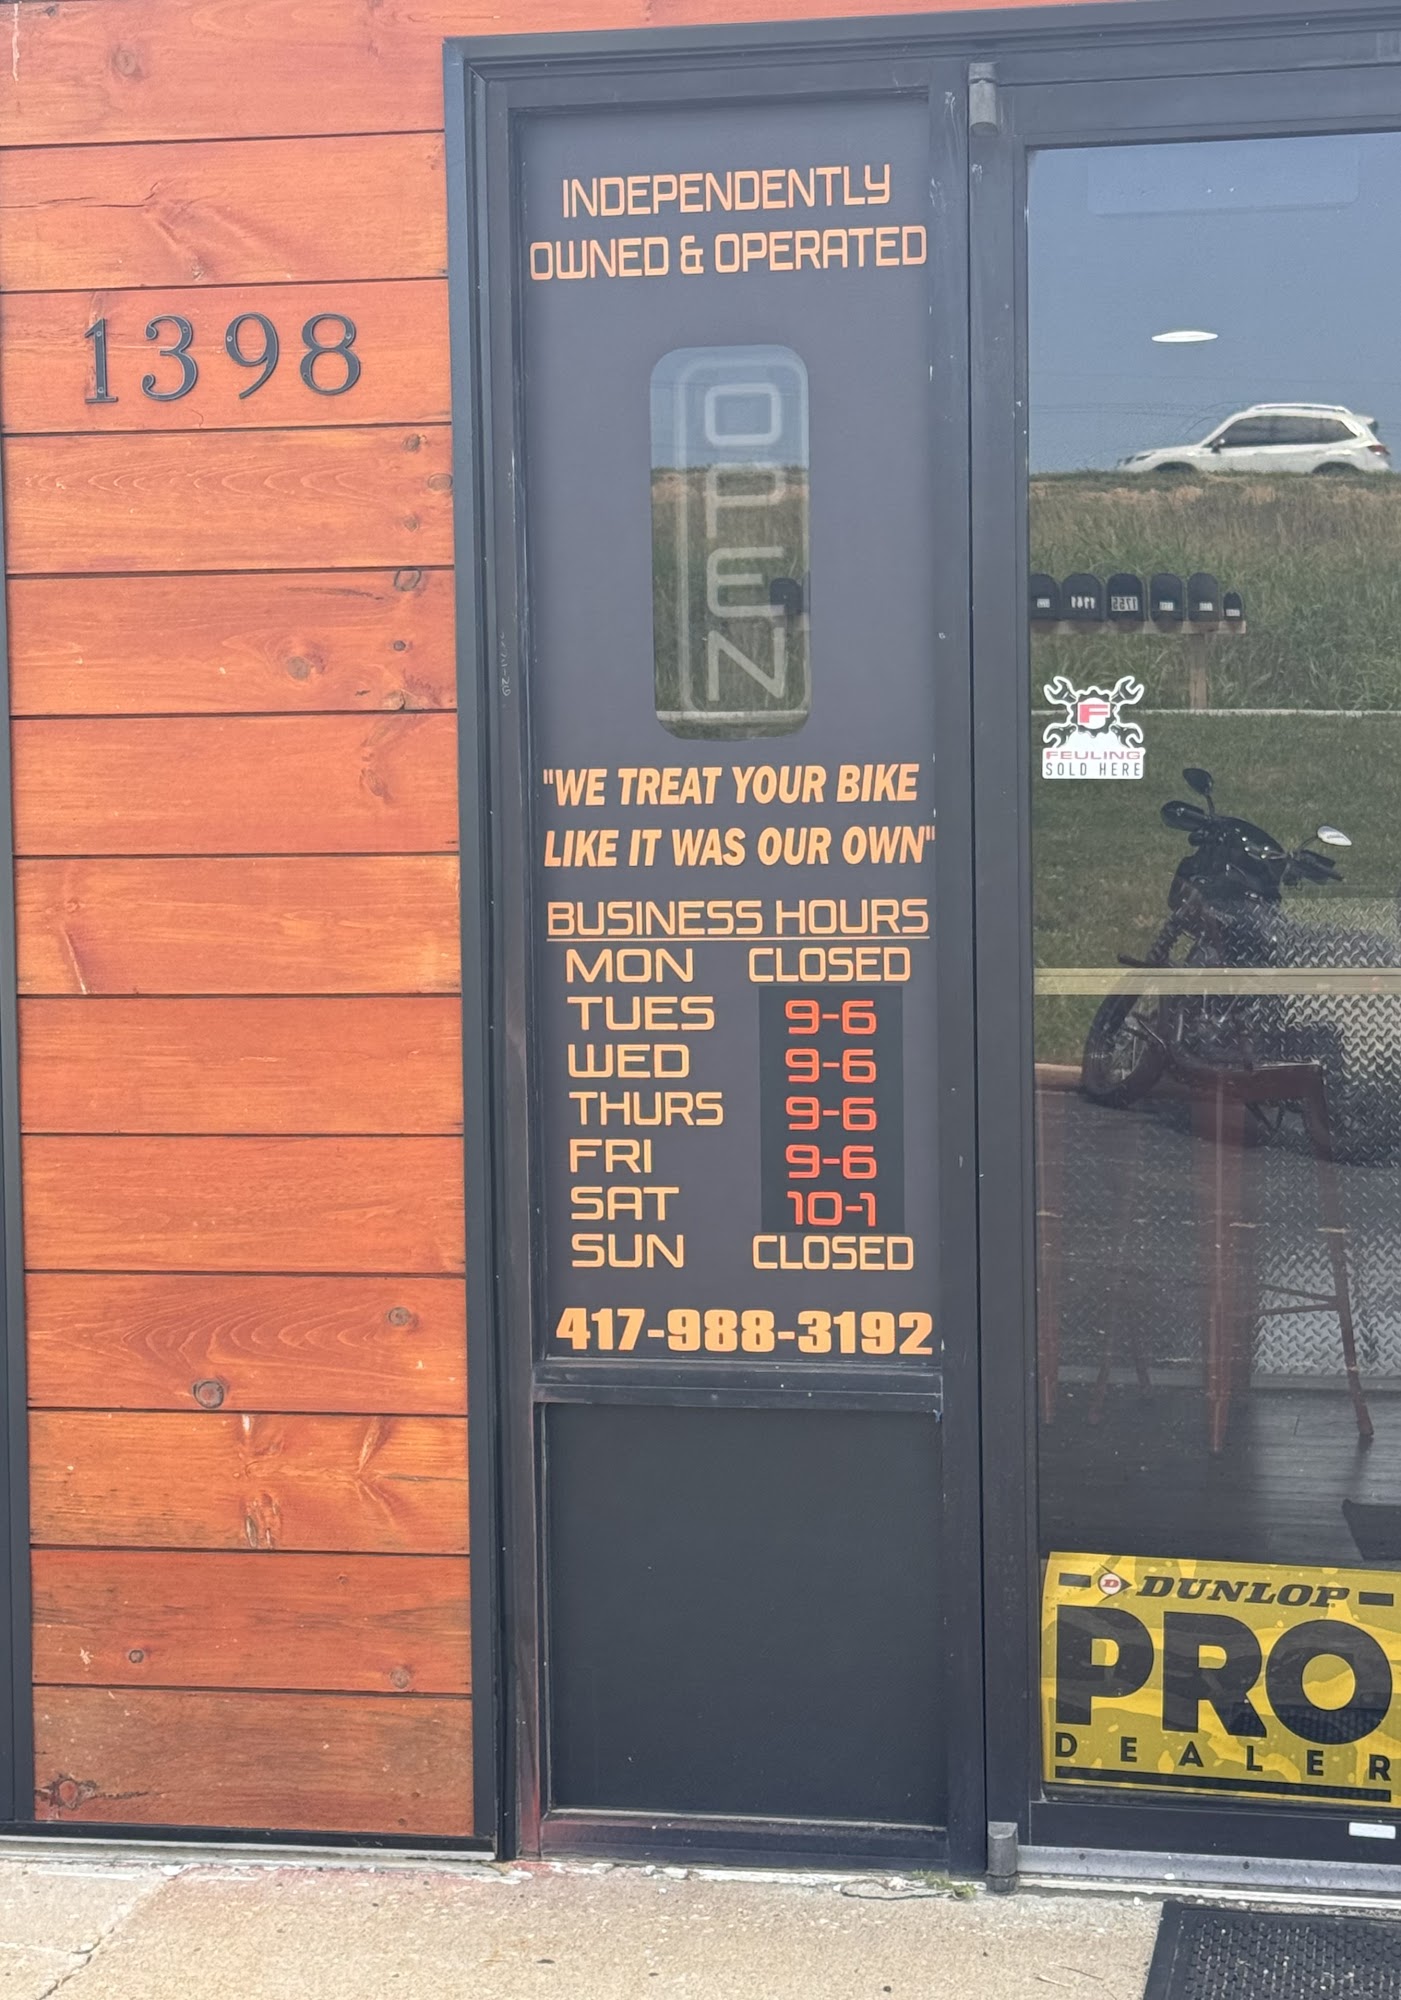 1398
INDEPENDENTLY
OWNED & OPERATED
OPEN
"WE TREAT YOUR BIKE
LIKE IT WAS OUR OWN"
BUSINESS HOURS
MON CLOSED
TUES 9-6
WED 9-6
THURS 9-6
FRI 9-6
SAT 10-1
SUN CLOSED
417-988-3192
F
FEULING
SOLD HERE
D DUNLOP
PRO
DEALER